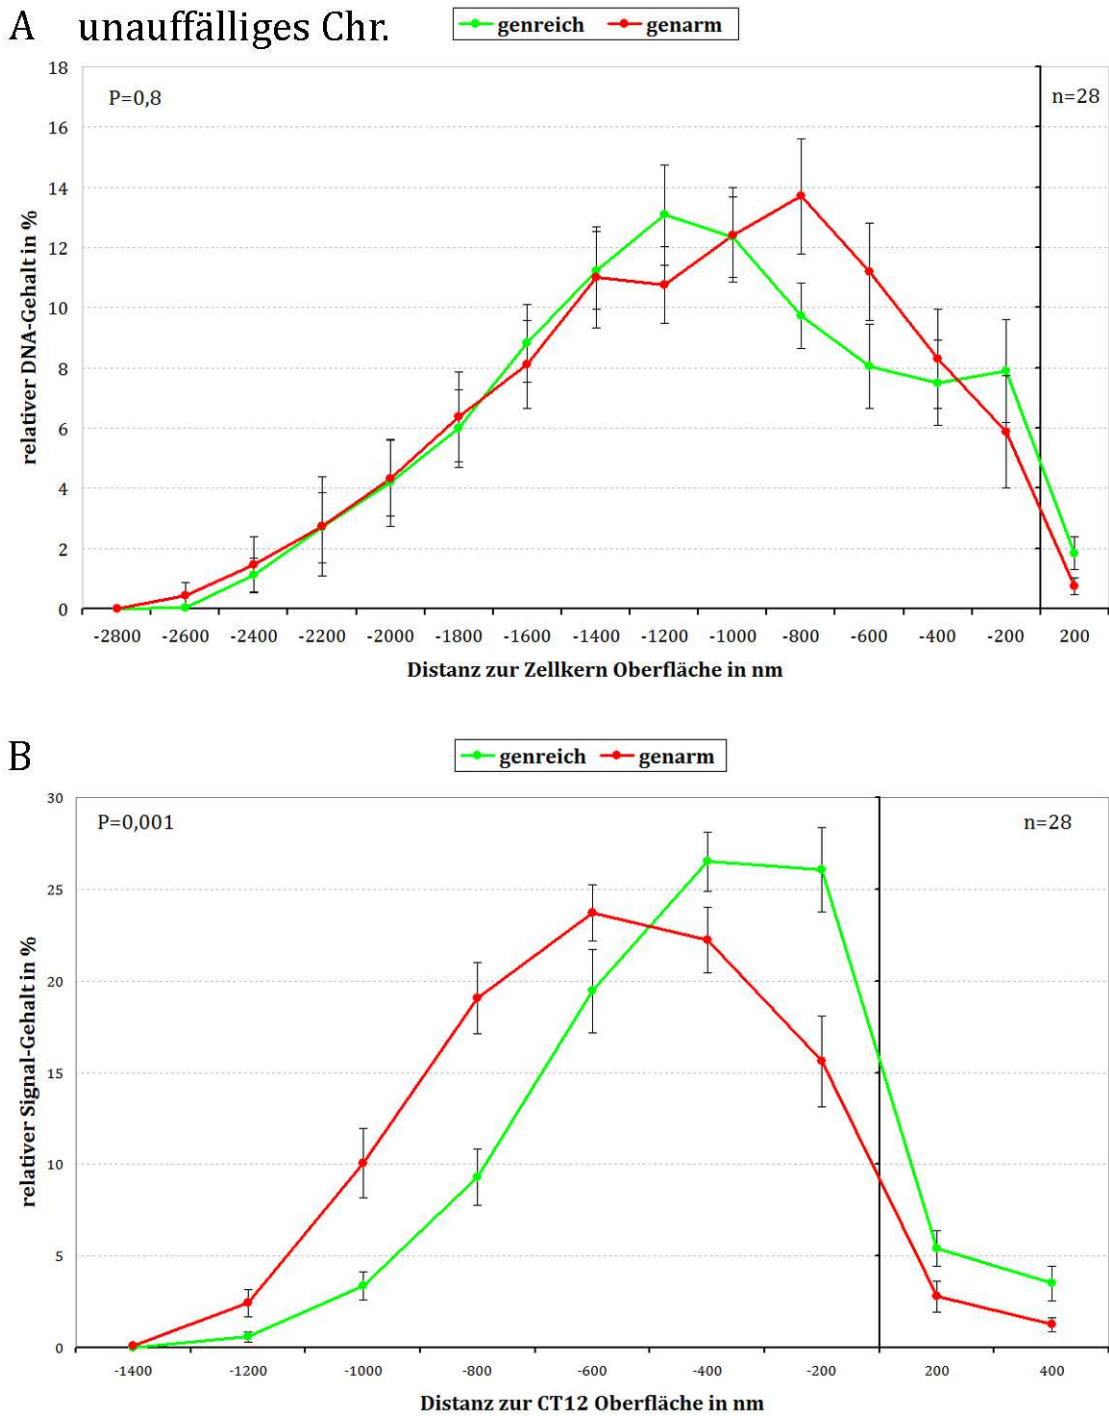 A unauffälliges Chr.
genreich genarm
P=0,8
n=28
relativer DNA-Gehalt in %
18
16
14
12
10
8
6
4
2
0
-2800 -2600 -2400 -2200 -2000 -1800 -1600 -1400 -1200 -1000 -800 -600 -400 -200 200
Distanz zur Zellkern Oberfläche in nm
B
genreich genarm
P=0,001
n=28
relativer Signal-Gehalt in %
30
25
20
15
10
5
0
-1400 -1200 -1000 -800 -600 -400 -200 200 400
Distanz zur CT12 Oberfläche in nm